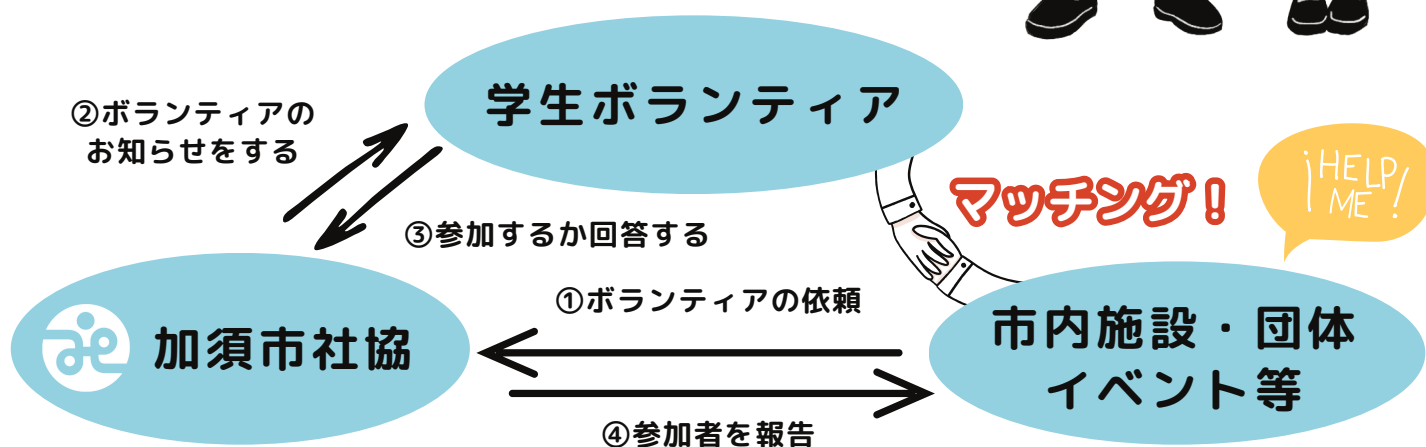 学生ボランティア
②ボランティアの
お知らせをする
③参加するか回答する
マッチング！
¡HELP
ME !
①ボランティアの依頼
加須市社協
市内施設・団体
イベント等
④参加者を報告